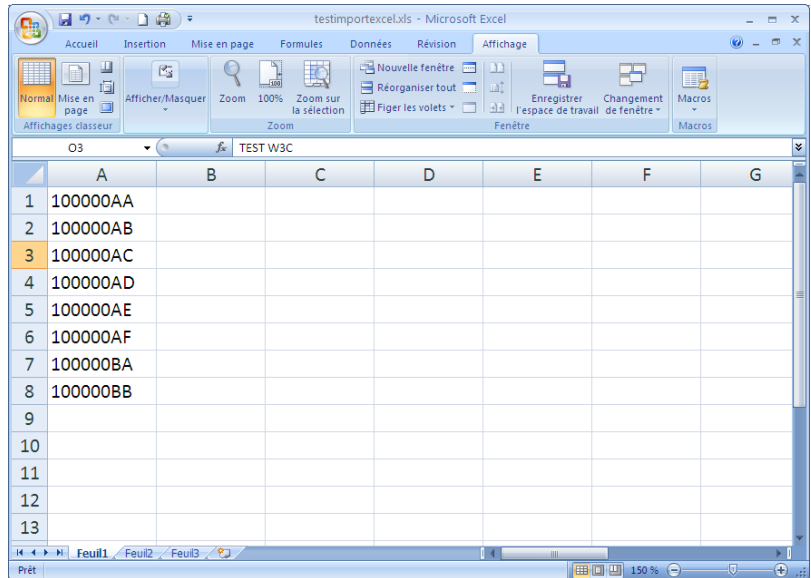 testimportexcel.xls - Microsoft Excel
Accueil Insertion Mise en page Formules Données Révision Affichage
Normal Mise en page Afficher/Masquer Zoom 100% Zoom sur la sélection Nouvelle fenêtre Réorganiser tout Figer les volets Enregistrer l'espace de travail Changement de fenêtre Macros
Affichages classeur Zoom Fenêtre Macros
O3 fx TEST W3C
A B C D E F G
1 100000AA
2 100000AB
3 100000AC
4 100000AD
5 100000AE
6 100000AF
7 100000BA
8 100000BB
9
10
11
12
13
Feuil1 Feuil2 Feuil3
Prêt 150 %